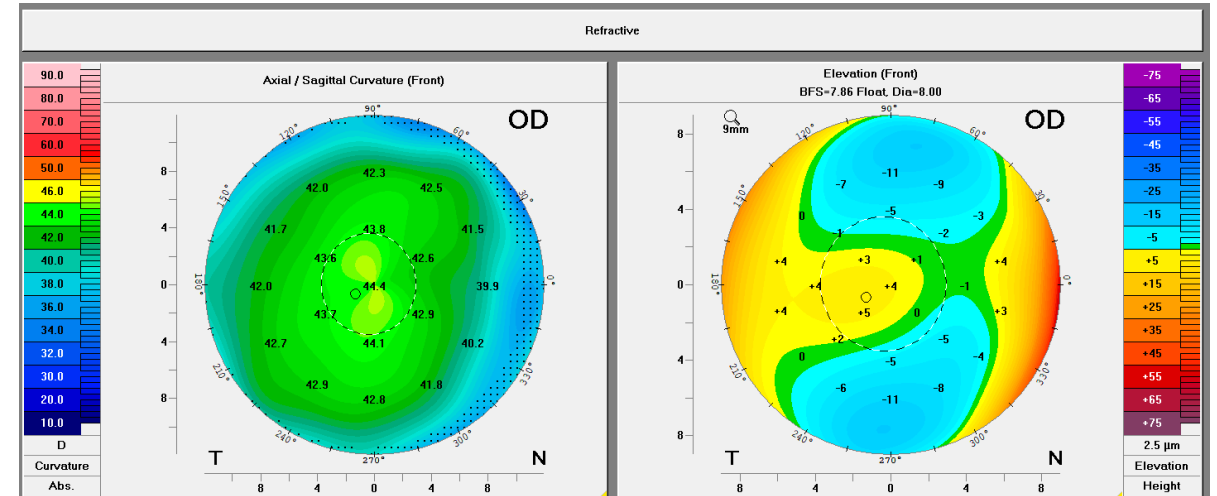 Refractive
Axial / Sagittal Curvature (Front)
OD
90.0
80.0
70.0
60.0
50.0
46.0
44.0
42.0
40.0
38.0
36.0
34.0
32.0
30.0
20.0
10.0
D
Curvature
Abs.
8
4
0
4
8
90°
120° 60°
150° 30°
180° 0°
210° 330°
240° 300°
270°
42.3
42.0 42.5
41.7 43.8 41.5
43.6 42.6
42.0 44.4 39.9
43.7 42.9
42.7 44.1 40.2
42.9 41.8
42.8
T N
8 4 0 4 8
Elevation (Front)
BFS=7.86 Float, Dia=8.00
9mm
OD
8
4
0
4
8
90°
120° 60°
150° 30°
180° 0°
210° 330°
240° 300°
270°
-11
-7 -9
0 -5 -3
-1 -2
+4 +3 +1 +4
+4 +4 -1
+4 +5 0 +3
+2 -5
0 -5 -4
-6 -8
-11
T N
8 4 0 4 8
-75
-65
-55
-45
-35
-25
-15
-5
+5
+15
+25
+35
+45
+55
+65
+75
2.5 µm
Elevation
Height